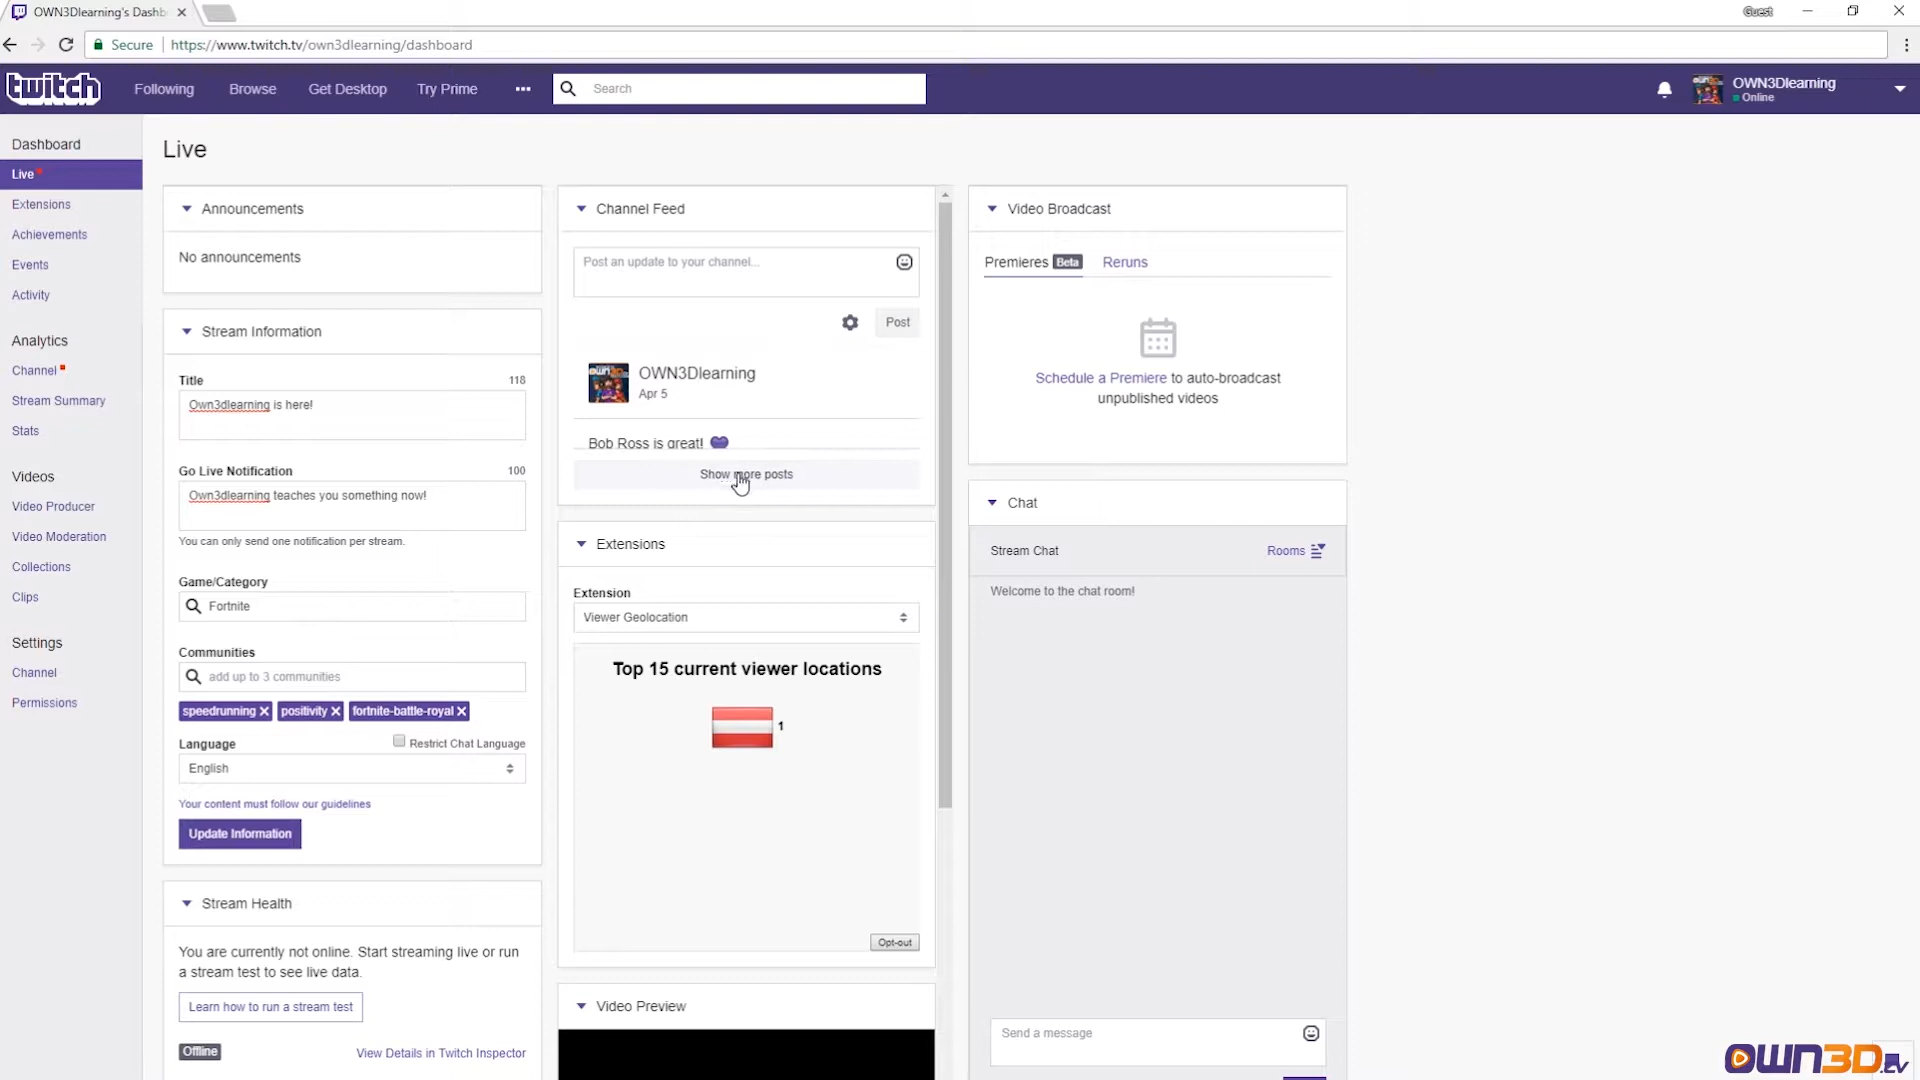 OWN3Dlearning's Dashb
Guest
Secure
https://www.twitch.tv/own3dlearning/dashboard
twitch
Following
Browse
Get Desktop
Try Prime
Search
OWN3Dlearning
Online
Dashboard
Live
Extensions
Achievements
Events
Activity
Analytics
Channel
Stream Summary
Stats
Videos
Video Producer
Video Moderation
Collections
Clips
Settings
Channel
Permissions
Live
Announcements
No announcements
Stream Information
Title 118
Own3dlearning is here!
Go Live Notification 100
Own3dlearning teaches you something now!
You can only send one notification per stream.
Game/Category
Fortnite
Communities
add up to 3 communities
speedrunning
positivity
fortnite-battle-royal
Language
Restrict Chat Language
English
Your content must follow our guidelines
Update Information
Stream Health
You are currently not online. Start streaming live or run
a stream test to see live data.
Learn how to run a stream test
Offline
View Details in Twitch Inspector
Channel Feed
Post an update to your channel...
Post
OWN3Dlearning
Apr 5
Bob Ross is great!
Show more posts
Extensions
Extension
Viewer Geolocation
Top 15 current viewer locations
1
Opt-out
Video Preview
Video Broadcast
Premieres Beta
Reruns
Schedule a Premiere to auto-broadcast
unpublished videos
Chat
Stream Chat
Rooms
Welcome to the chat room!
Send a message
OWN3D.tv